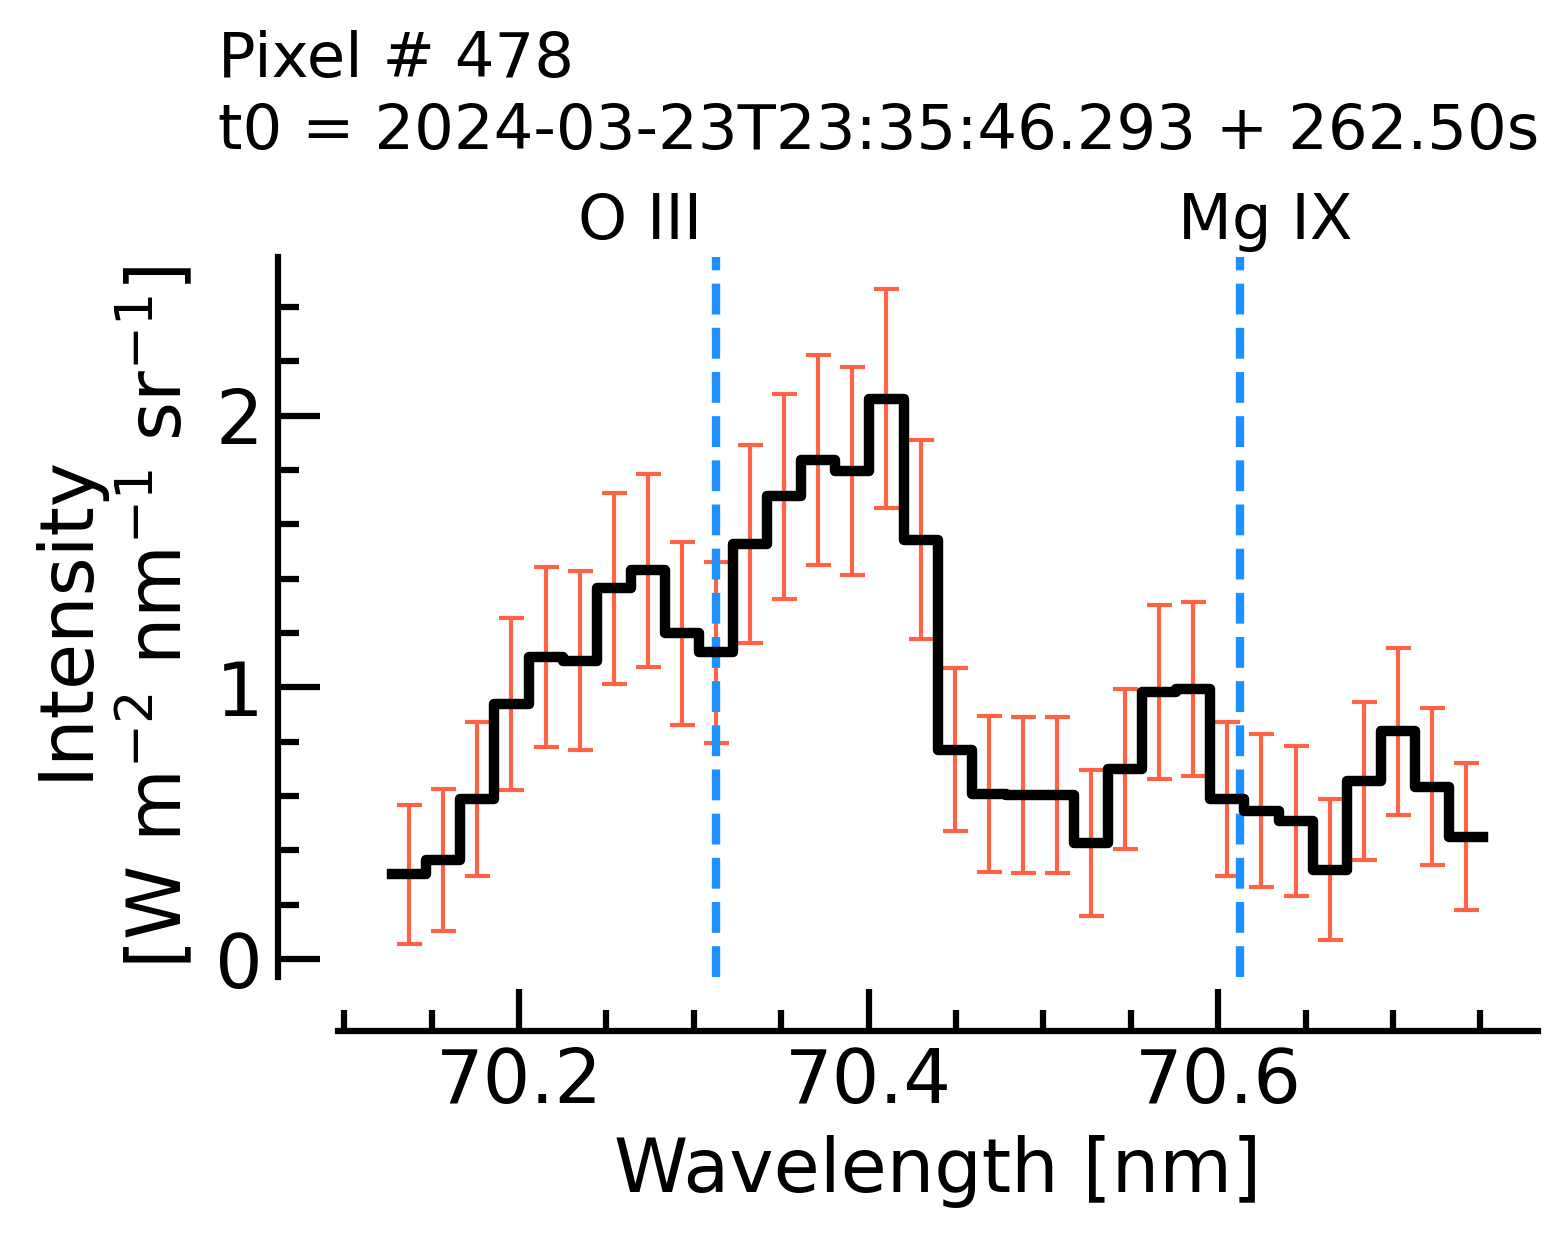 Pixel # 478
t0 = 2024-03-23T23:35:46.293 + 262.50s
O III
Mg IX
Intensity
[W m⁻² nm⁻¹ sr⁻¹]
2
1
0
70.2
70.4
70.6
Wavelength [nm]